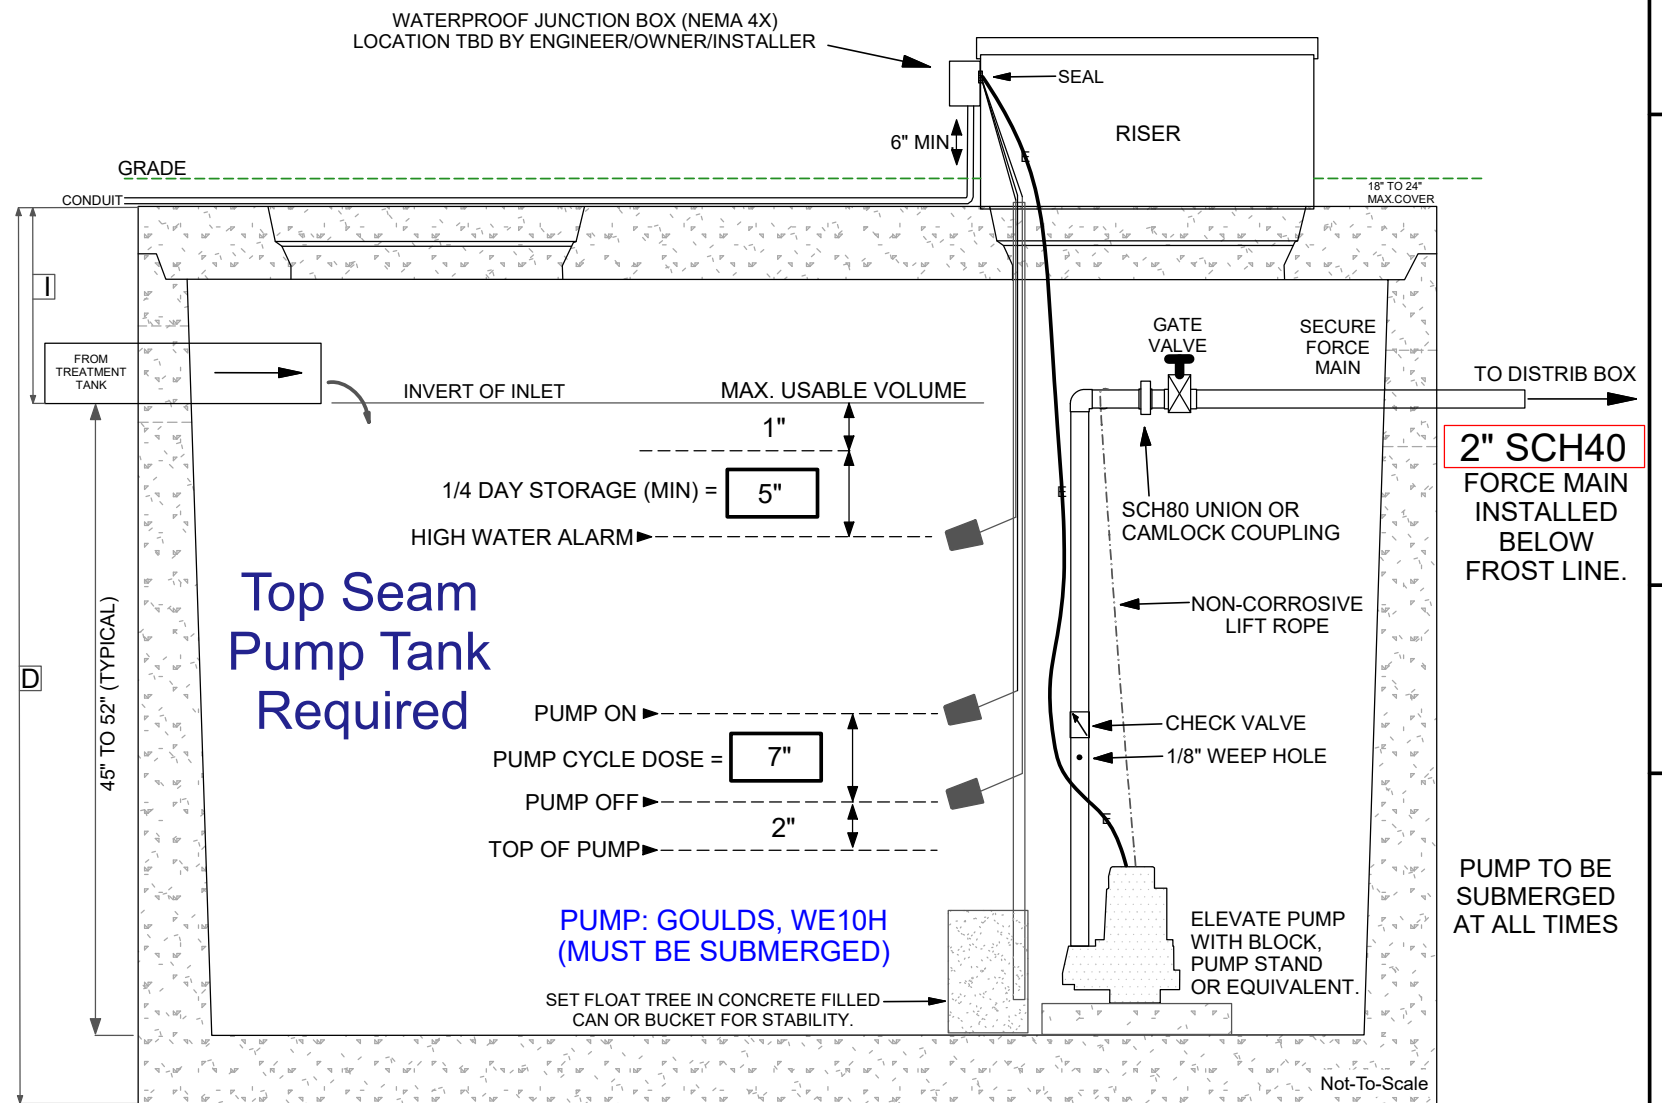 WATERPROOF JUNCTION BOX (NEMA 4X)
LOCATION TBD BY ENGINEER/OWNER/INSTALLER
SEAL
6" MIN.
RISER
GRADE
CONDUIT
18" TO 24"
MAX.COVER
I
FROM
TREATMENT
TANK
INVERT OF INLET
MAX. USABLE VOLUME
GATE
VALVE
SECURE
FORCE
MAIN
TO DISTRIB BOX
1"
2" SCH40
FORCE MAIN
INSTALLED
BELOW
FROST LINE.
1/4 DAY STORAGE (MIN) =
5"
HIGH WATER ALARM
SCH80 UNION OR
CAMLOCK COUPLING
E
E
E
Top Seam
Pump Tank
Required
NON-CORROSIVE
LIFT ROPE
D
45" TO 52" (TYPICAL)
PUMP ON
PUMP CYCLE DOSE =
7"
PUMP OFF
2"
TOP OF PUMP
CHECK VALVE
1/8" WEEP HOLE
PUMP: GOULDS, WE10H
(MUST BE SUBMERGED)
ELEVATE PUMP
WITH BLOCK,
PUMP STAND
OR EQUIVALENT.
PUMP TO BE
SUBMERGED
AT ALL TIMES
SET FLOAT TREE IN CONCRETE FILLED
CAN OR BUCKET FOR STABILITY.
Not-To-Scale